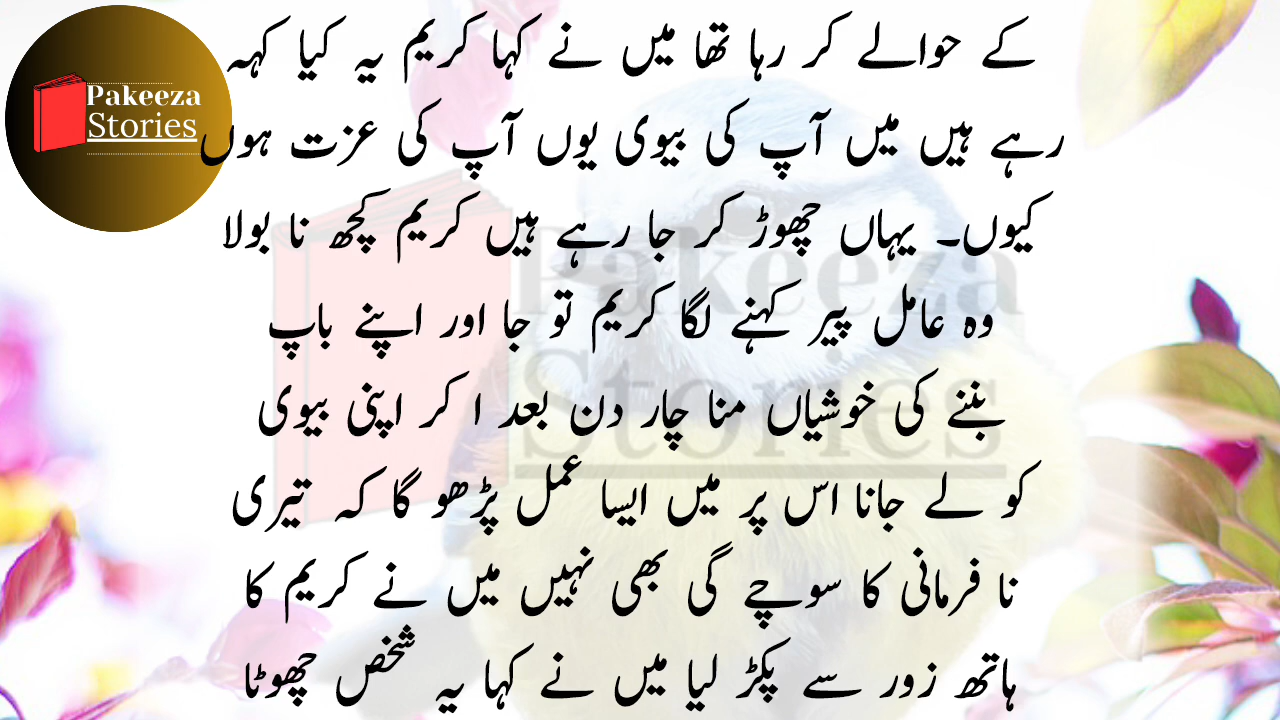 Pakeeza
Stories
کے حوالے کر رہا تھا میں نے کہا کریم یہ کیا کہہ
رہے ہیں میں آپ کی بیوی یوں آپ کی عزت ہوں
کیوں۔ یہاں چھوڑ کر جا رہے ہیں کریم کچھ نا بولا
وہ عامل پیر کہنے لگا کریم تو جا اور اپنے باپ
بننے کی خوشیاں منا چار دن بعد ا کر اپنی بیوی
کو لے جانا اس پر میں ایسا عمل پڑھو گا کہ تیری
نا فرمانی کا سوچے گی بھی نہیں میں نے کریم کا
ہاتھ زور سے پکڑ لیا میں نے کہا یہ شخص چھوٹا
Pakeeza
Stories